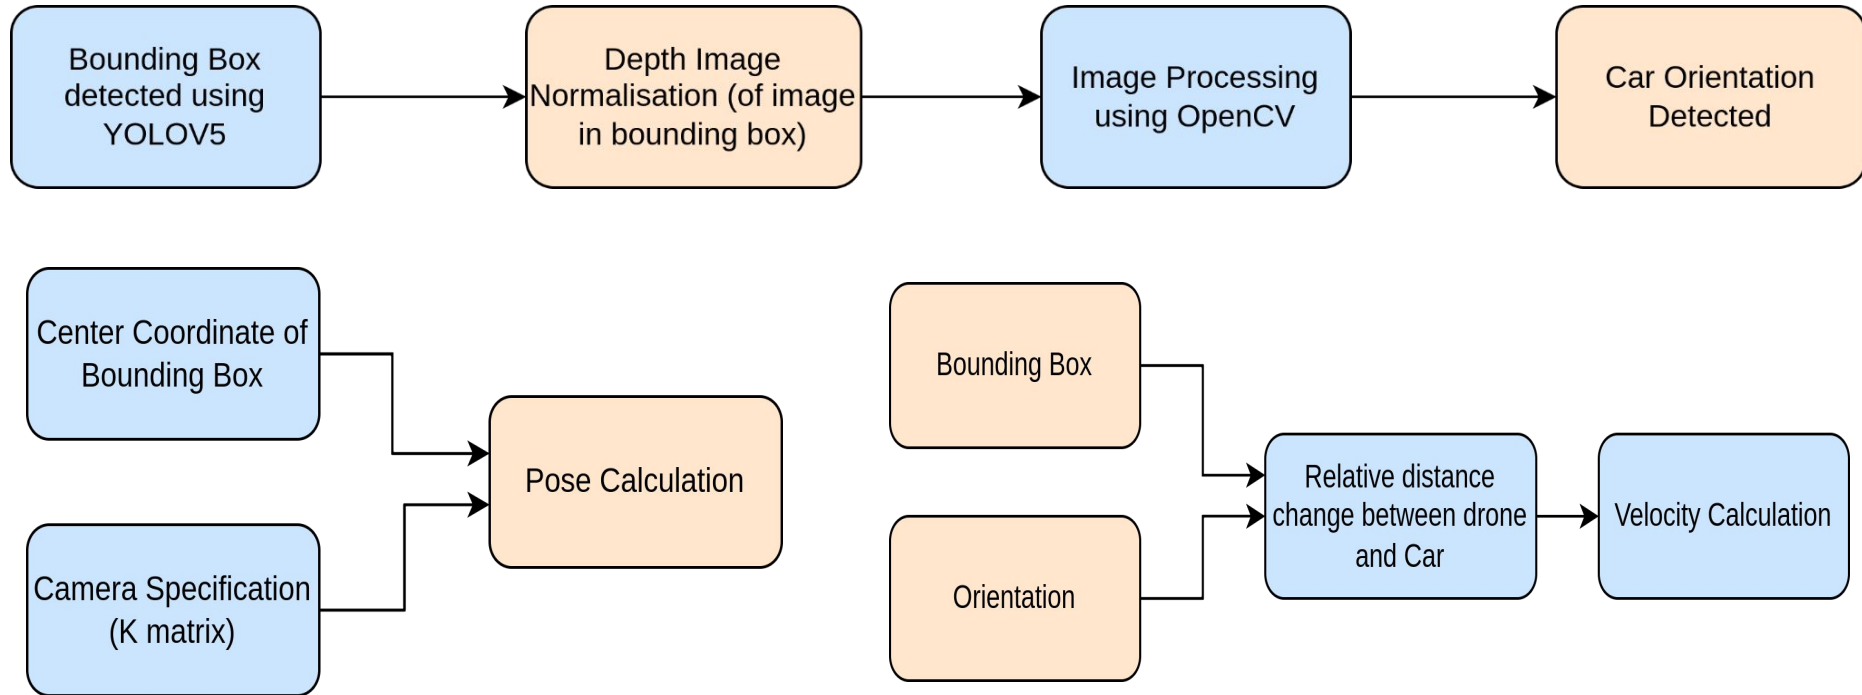 Bounding Box
detected using
YOLOV5
Depth Image
Normalisation (of image
in bounding box)
Image Processing
using OpenCV
Car Orientation
Detected
Center Coordinate of
Bounding Box
Camera Specification
(K matrix)
Pose Calculation
Bounding Box
Orientation
Relative distance
change between drone
and Car
Velocity Calculation